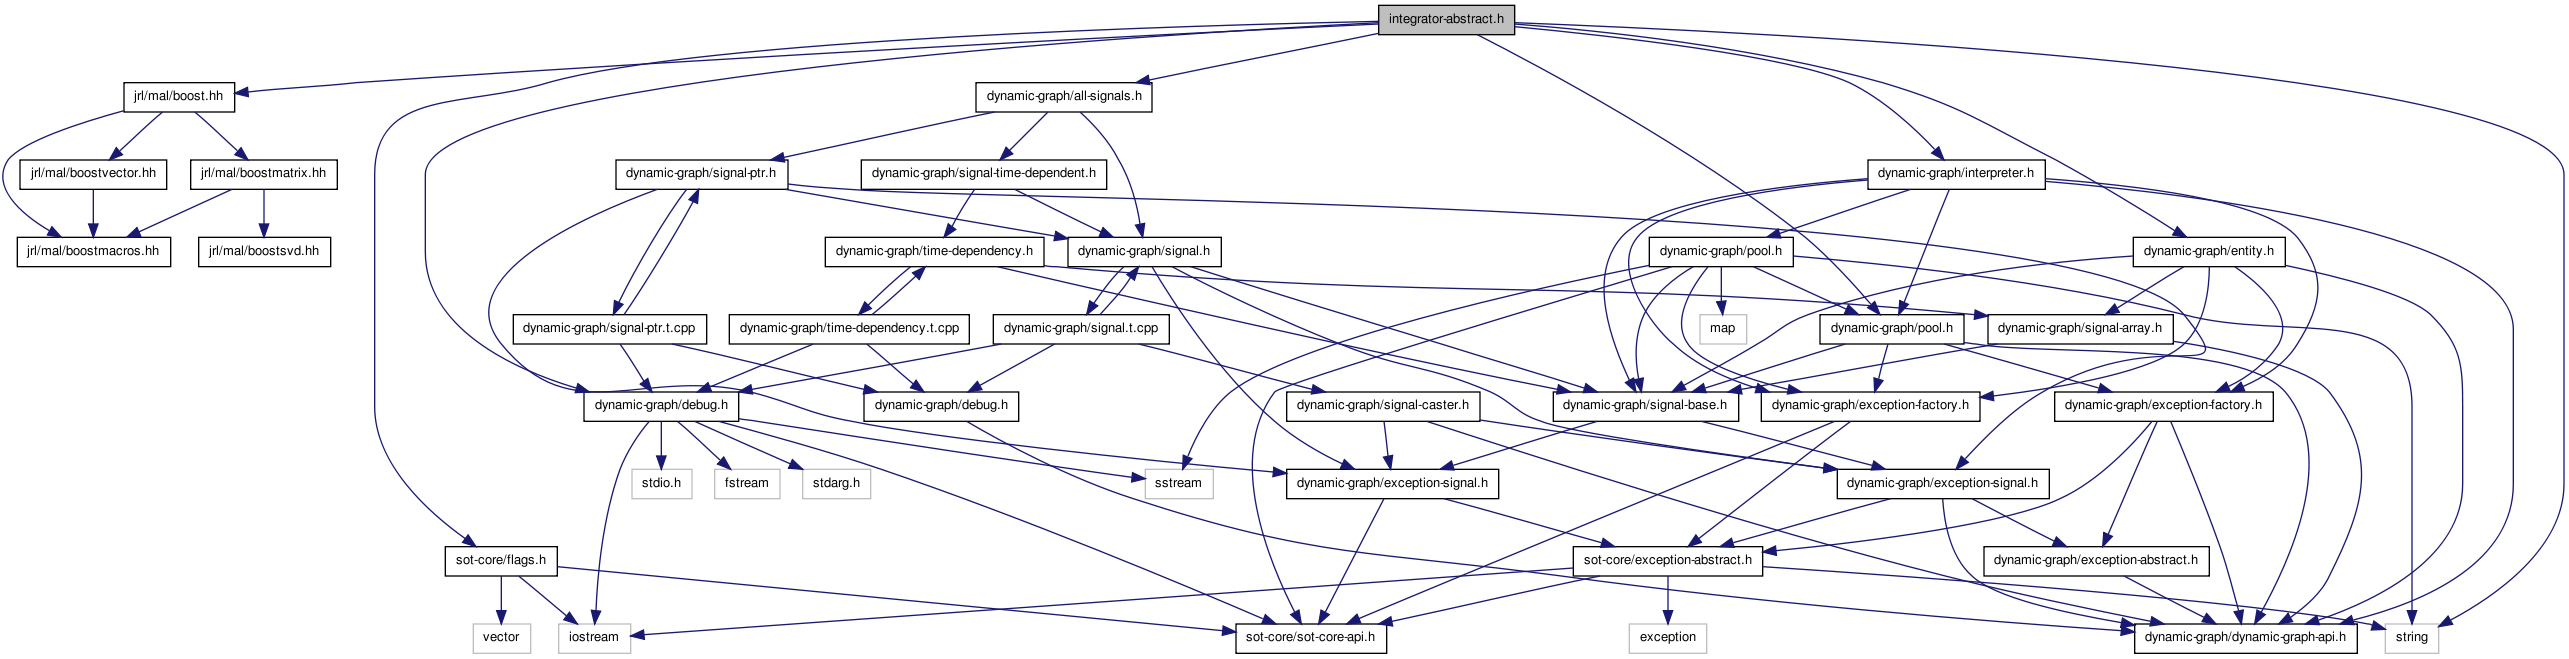 integrator-abstract.h
jrl/mal/boost.hh
dynamic-graph/all-signals.h
jrl/mal/boostvector.hh
jrl/mal/boostmatrix.hh
dynamic-graph/signal-ptr.h
dynamic-graph/signal-time-dependent.h
dynamic-graph/interpreter.h
jrl/mal/boostmacros.hh
jrl/mal/boostsvd.hh
dynamic-graph/time-dependency.h
dynamic-graph/signal.h
dynamic-graph/pool.h
dynamic-graph/entity.h
dynamic-graph/signal-ptr.t.cpp
dynamic-graph/time-dependency.t.cpp
dynamic-graph/signal.t.cpp
map
dynamic-graph/pool.h
dynamic-graph/signal-array.h
dynamic-graph/debug.h
dynamic-graph/debug.h
dynamic-graph/signal-caster.h
dynamic-graph/signal-base.h
dynamic-graph/exception-factory.h
dynamic-graph/exception-factory.h
stdio.h
fstream
stdarg.h
sstream
dynamic-graph/exception-signal.h
dynamic-graph/exception-signal.h
sot-core/flags.h
sot-core/exception-abstract.h
dynamic-graph/exception-abstract.h
vector
iostream
sot-core/sot-core-api.h
exception
string
dynamic-graph/dynamic-graph-api.h